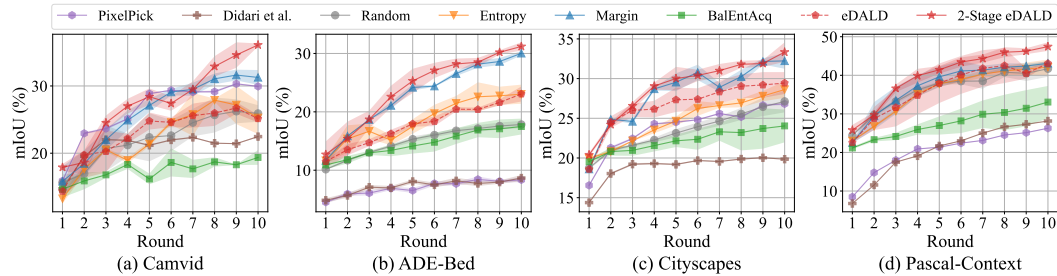 PixelPick Didari et al. Random Entropy Margin BalEntAcq eDALD 2-Stage eDALD
mIoU (%) 30 20
1 2 3 4 5 6 7 8 9 10
Round
(a) Camvid
mIoU (%) 30 20 10
1 2 3 4 5 6 7 8 9 10
Round
(b) ADE-Bed
mIoU (%) 35 30 25 20 15
1 2 3 4 5 6 7 8 9 10
Round
(c) Cityscapes
mIoU (%) 50 40 30 20 10
1 2 3 4 5 6 7 8 9 10
Round
(d) Pascal-Context